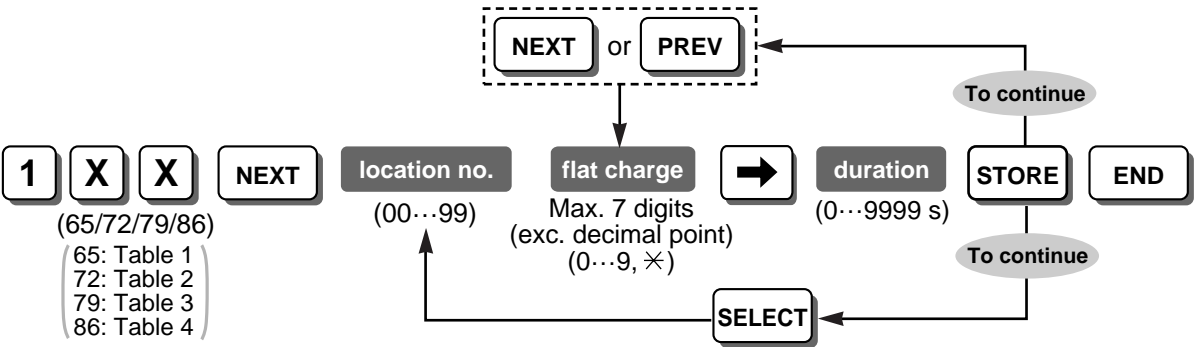 NEXT or PREV
To continue
1 X X NEXT location no. flat charge ➡ duration STORE END
(65/72/79/86)
65: Table 1
72: Table 2
79: Table 3
86: Table 4
(00···99)
Max. 7 digits
(exc. decimal point)
(0···9, ✳)
(0···9999 s)
To continue
SELECT